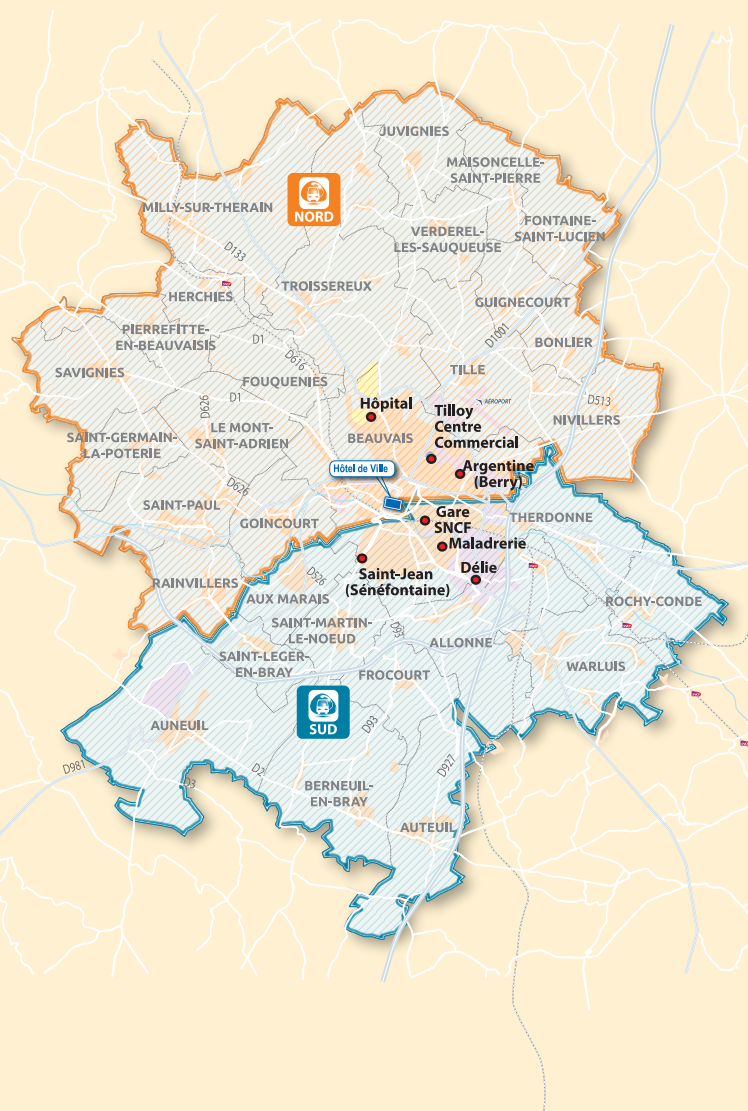 JUVIGNIES
MAISONCELLE-
SAINT-PIERRE
NORD
MILLY-SUR-THERAIN
FONTAINE-
SAINT-LUCIEN
VERDEREL-
LES-SAUQUEUSE
D133
TROISSEREUX
HERCHIES
GUIGNECOURT
PIERREFITTE-
EN-BEAUVAISIS
D1
D616
D1001
BONLIER
SAVIGNIES
FOUQUENIES
TILLE
D1
D626
AÉROPORT
D513
Hôpital
Tilloy
Centre
Commercial
NIVILLERS
LE MONT-
SAINT-ADRIEN
BEAUVAIS
SAINT-GERMAIN-
LA-POTERIE
Hôtel de Ville
Argentine
(Berry)
D626
SAINT-PAUL
GOINCOURT
Gare
SNCF
THERDONNE
Maladrerie
Saint-Jean
(Sénéfontaine)
Délie
RAINVILLERS
D526
AUX MARAIS
ROCHY-CONDE
SAINT-MARTIN-
LE-NOEUD
D93
ALLONNE
SAINT-LEGER-
EN-BRAY
FROCOURT
WARLUIS
SUD
AUNEUIL
D93
D981
D3
D2
D927
BERNEUIL-
EN-BRAY
AUTEUIL